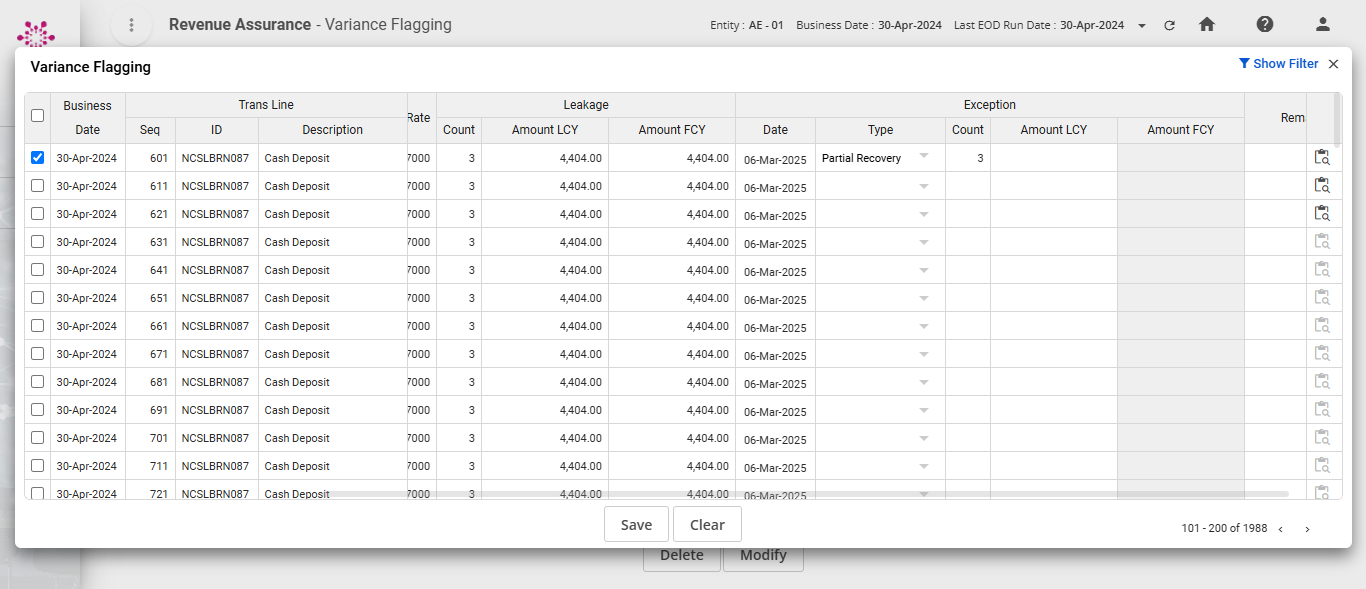 Revenue Assurance - Variance Flagging
Entity : AE - 01 Business Date : 30-Apr-2024 Last EOD Run Date : 30-Apr-2024
Variance Flagging
Show Filter
Business Date Trans Line Rate Leakage Exception Rem
Seq ID Description Count Amount LCY Amount FCY Date Type Count Amount LCY Amount FCY
30-Apr-2024 601 NCSLBRN087 Cash Deposit 7000 3 4,404.00 4,404.00 06-Mar-2025 Partial Recovery 3
30-Apr-2024 611 NCSLBRN087 Cash Deposit 7000 3 4,404.00 4,404.00 06-Mar-2025
30-Apr-2024 621 NCSLBRN087 Cash Deposit 7000 3 4,404.00 4,404.00 06-Mar-2025
30-Apr-2024 631 NCSLBRN087 Cash Deposit 7000 3 4,404.00 4,404.00 06-Mar-2025
30-Apr-2024 641 NCSLBRN087 Cash Deposit 7000 3 4,404.00 4,404.00 06-Mar-2025
30-Apr-2024 651 NCSLBRN087 Cash Deposit 7000 3 4,404.00 4,404.00 06-Mar-2025
30-Apr-2024 661 NCSLBRN087 Cash Deposit 7000 3 4,404.00 4,404.00 06-Mar-2025
30-Apr-2024 671 NCSLBRN087 Cash Deposit 7000 3 4,404.00 4,404.00 06-Mar-2025
30-Apr-2024 681 NCSLBRN087 Cash Deposit 7000 3 4,404.00 4,404.00 06-Mar-2025
30-Apr-2024 691 NCSLBRN087 Cash Deposit 7000 3 4,404.00 4,404.00 06-Mar-2025
30-Apr-2024 701 NCSLBRN087 Cash Deposit 7000 3 4,404.00 4,404.00 06-Mar-2025
30-Apr-2024 711 NCSLBRN087 Cash Deposit 7000 3 4,404.00 4,404.00 06-Mar-2025
30-Apr-2024 721 NCSLBRN087 Cash Deposit 7000 3 4,404.00 4,404.00 06-Mar-2025
Save Clear
101 - 200 of 1988
Delete Modify